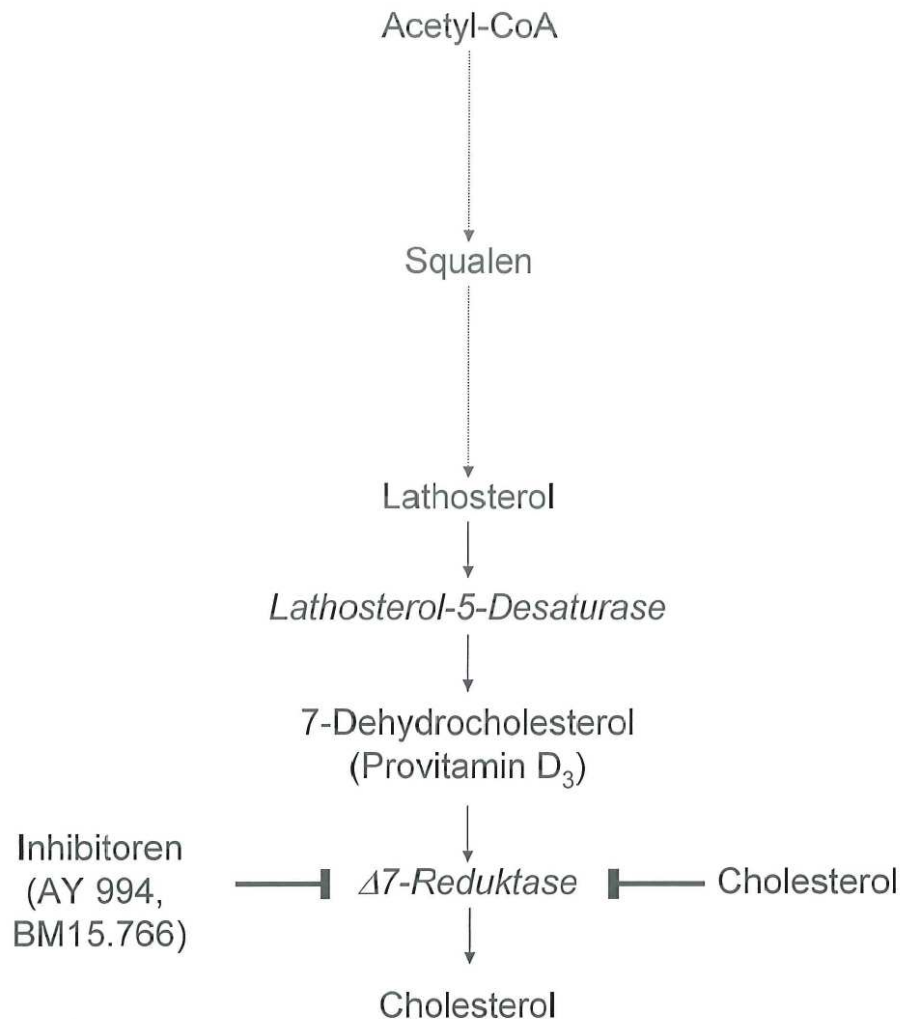 Acetyl-CoA
Squalen
Lathosterol
Lathosterol-5-Desaturase
7-Dehydrocholesterol
(Provitamin D₃)
Inhibitoren
(AY 994,
BM15.766)
Δ7-Reduktase
Cholesterol
Cholesterol